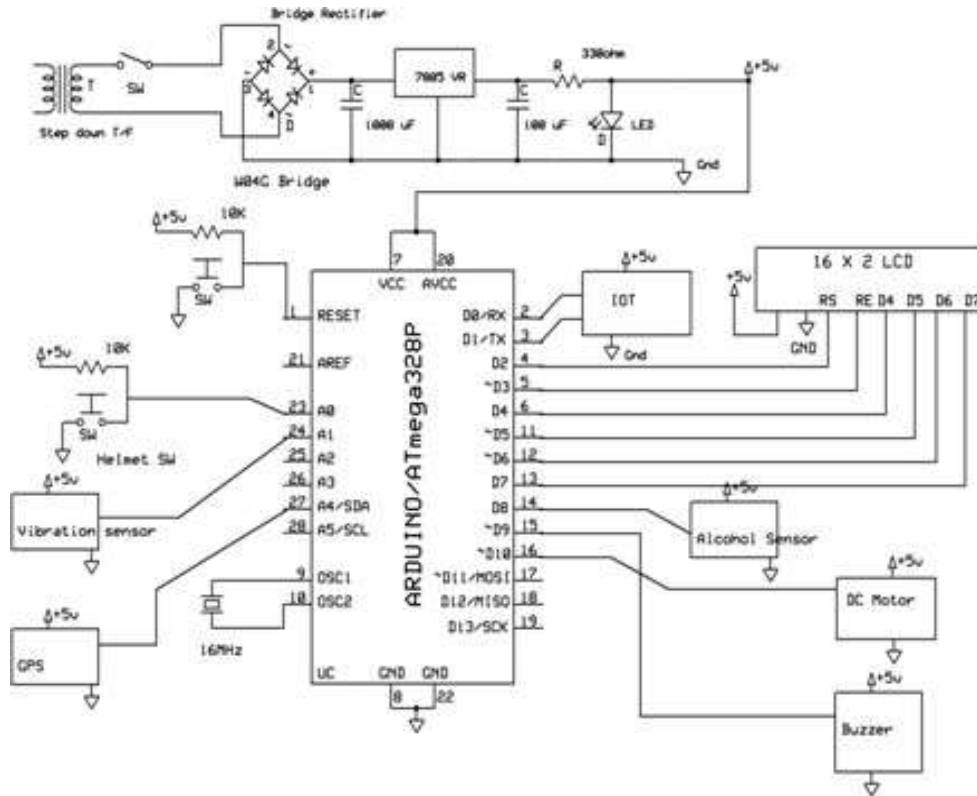 Bridge Rectifier
2
-
-
+
1
3
4
D
T
SW
Step down T/F
W04G Bridge
C
1000 uF
7805 VR
C
100 uF
330ohm
R
D
LED
+5v
Gnd
+5v
10K
SW
+5v
10K
SW
Helmet SW
+5v
Vibration sensor
+5v
GPS
16MHz
7
20
VCC
AVCC
1
RESET
21
AREF
23
A0
24
A1
25
A2
26
A3
27
A4/SDA
28
A5/SCL
9
OSC1
10
OSC2
UC
GND
GND
8
22
ARDUINO/ATmega328P
D0/RX
2
D1/TX
3
D2
4
~D3
5
D4
6
~D5
11
~D6
12
D7
13
D8
14
~D9
15
~D10
16
~D11/MOSI
17
D12/MISO
18
D13/SCK
19
+5v
IOT
Gnd
+5v
16 X 2 LCD
RS
RE
D4
D5
D6
D7
GND
+5v
Alcohol Sensor
+5v
DC Motor
+5v
Buzzer